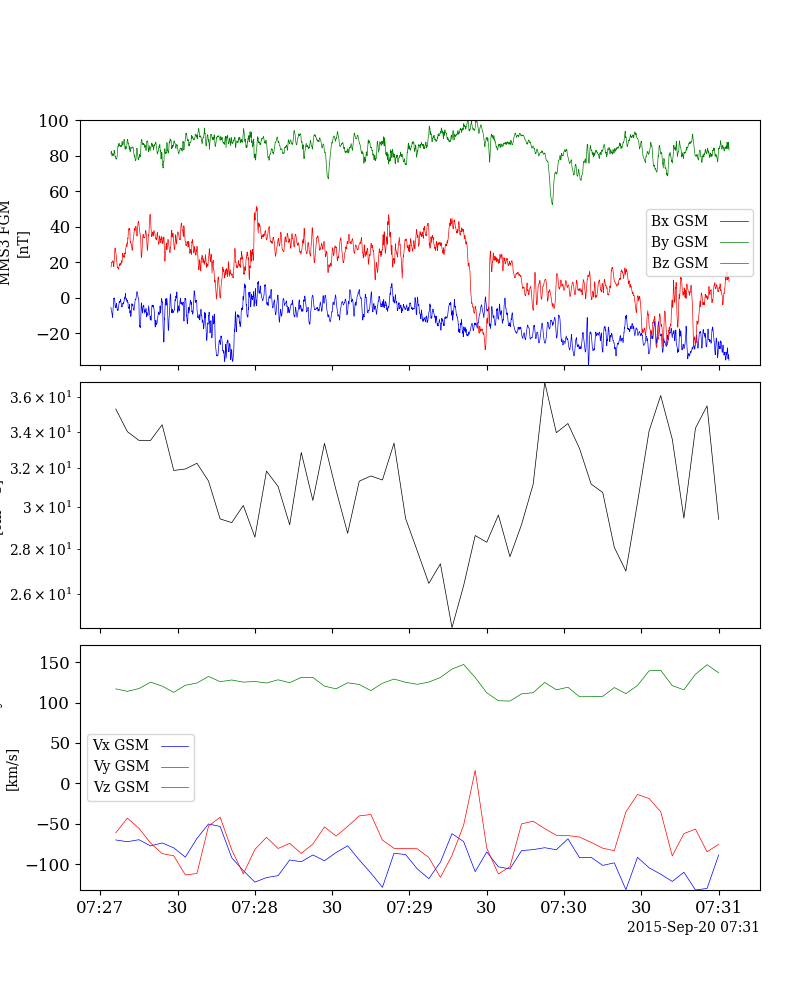 100
80
60
40
20
0
−20
MMS3 FGM
[nT]
Bx GSM
By GSM
Bz GSM
3.6 × 10¹
3.4 × 10¹
3.2 × 10¹
3 × 10¹
2.8 × 10¹
2.6 × 10¹
150
100
50
0
−50
−100
[km/s]
Vx GSM
Vy GSM
Vz GSM
07:27 30 07:28 30 07:29 30 07:30 30 07:31
2015-Sep-20 07:31